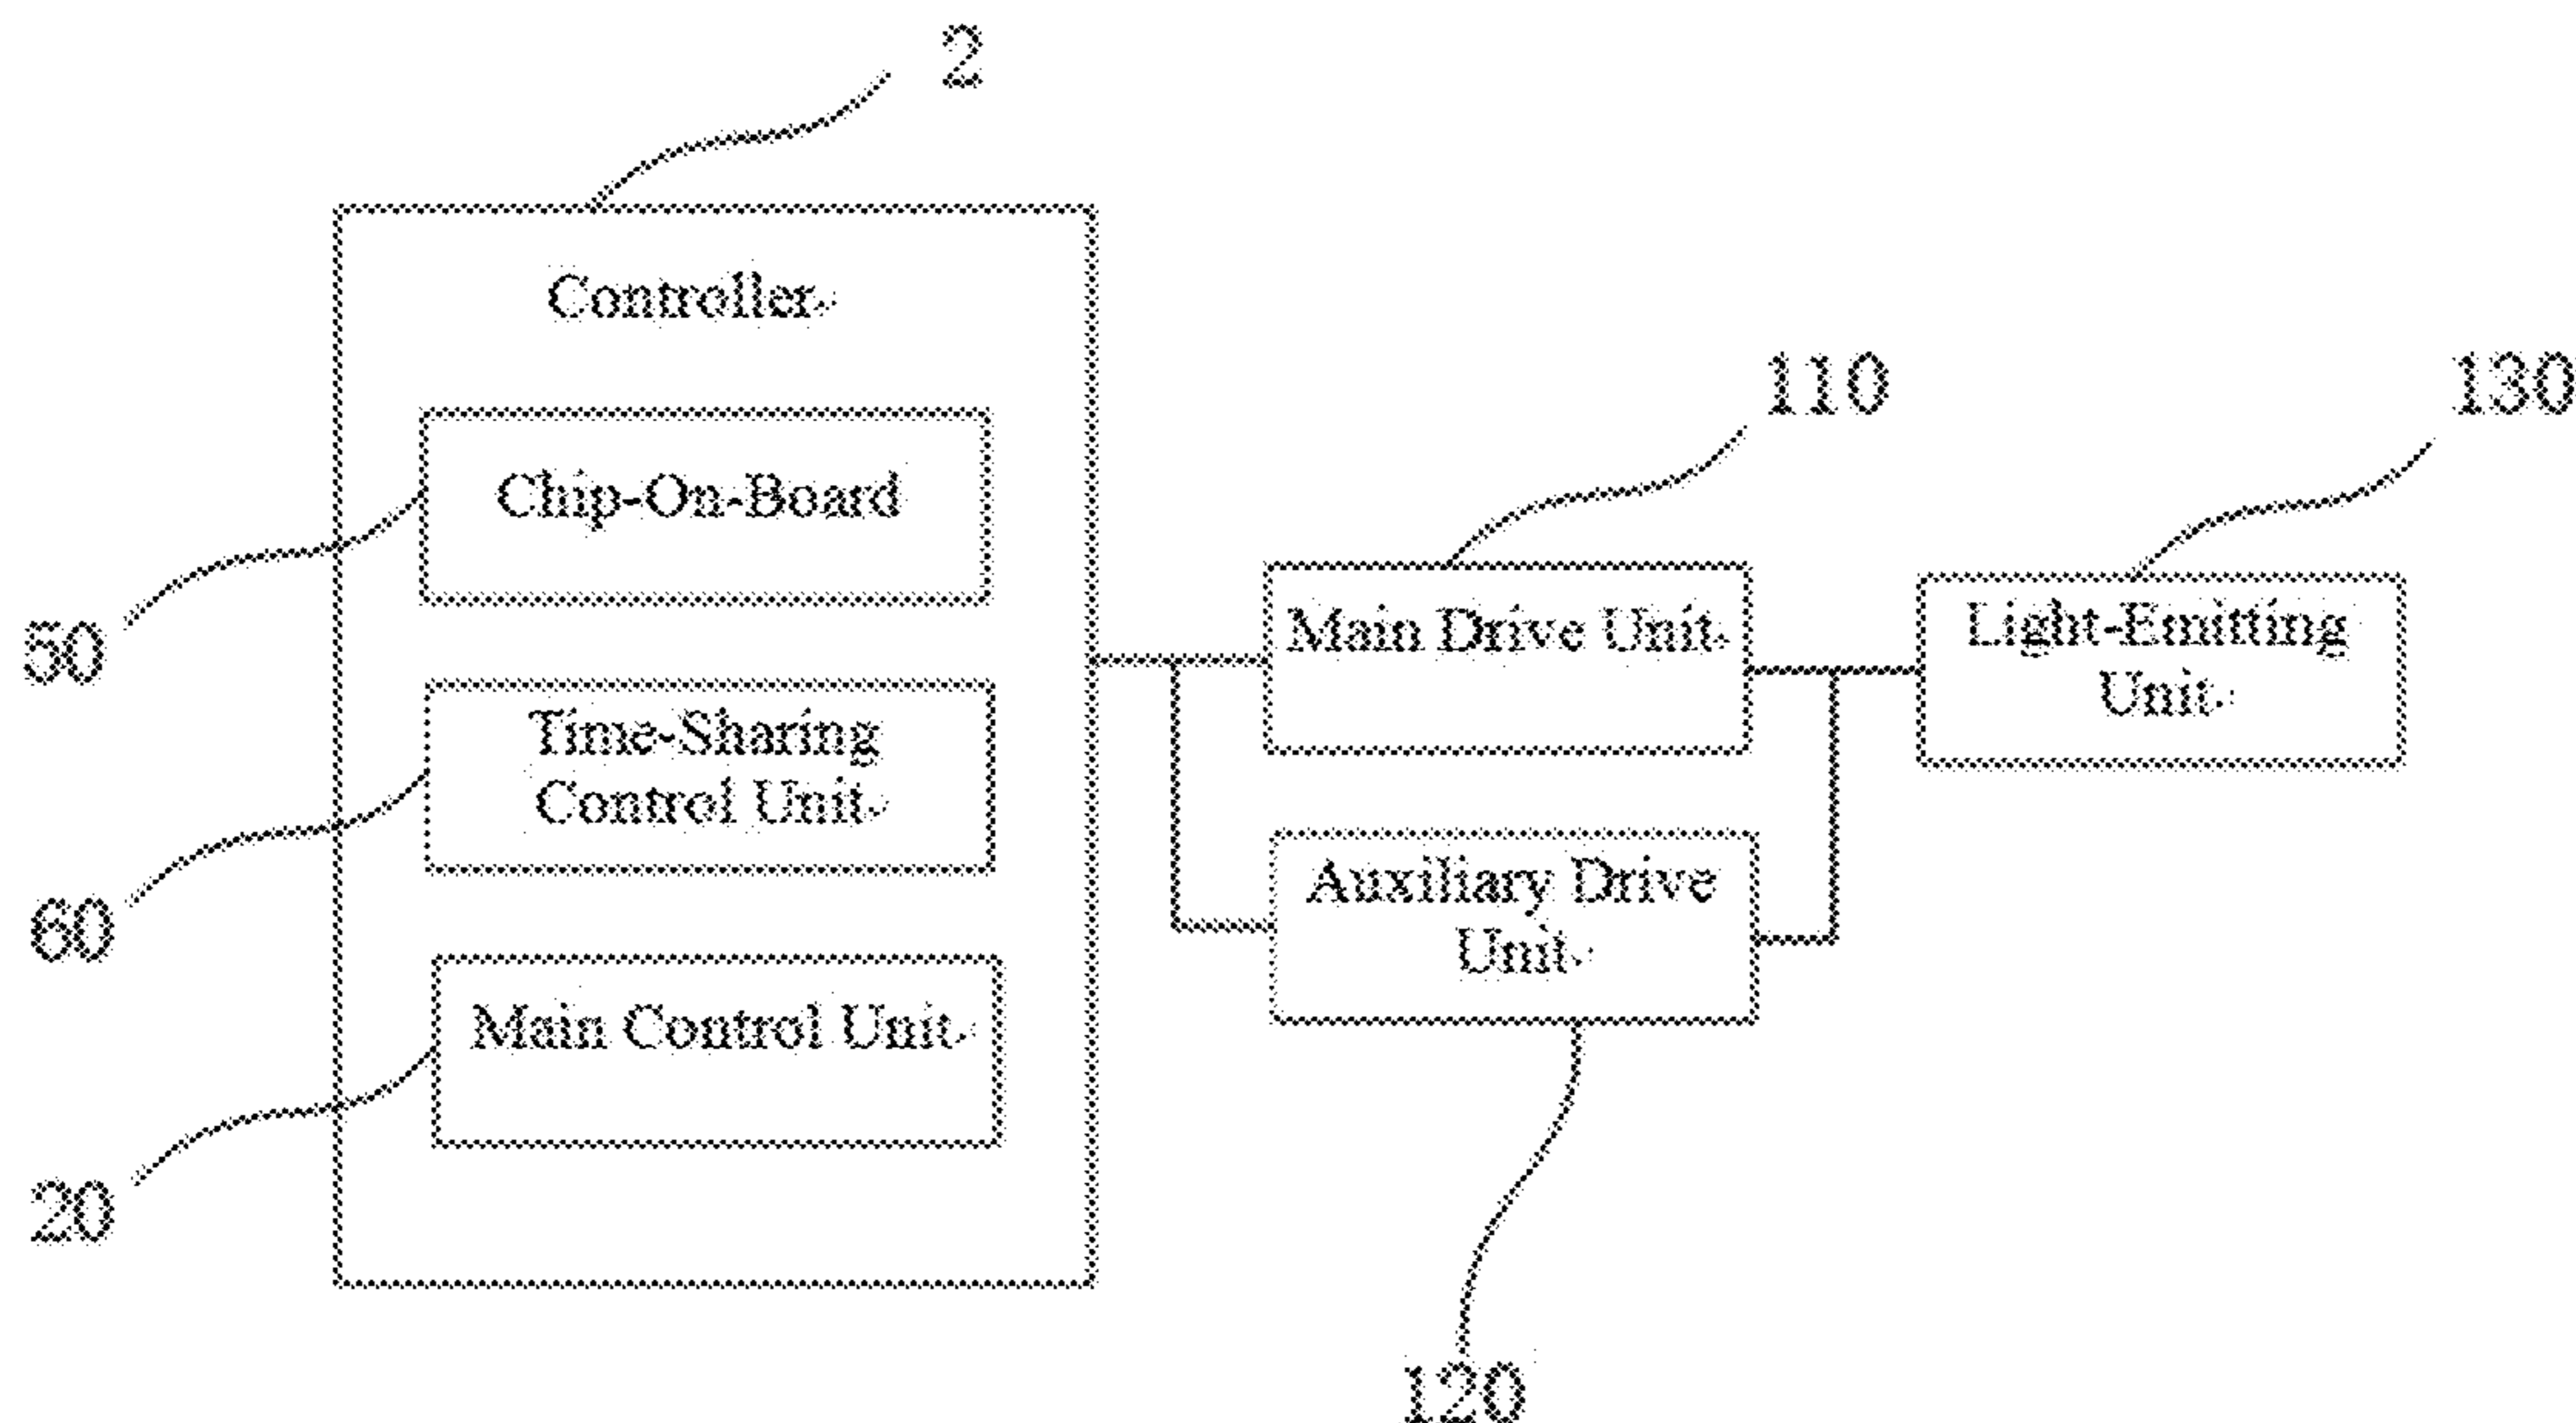 2
Controller
Chip-On-Board
50
Time-Sharing
Control Unit
60
Main Control Unit
20
110
Main Drive Unit
130
Light-Emitting
Unit
Auxiliary Drive
Unit
120